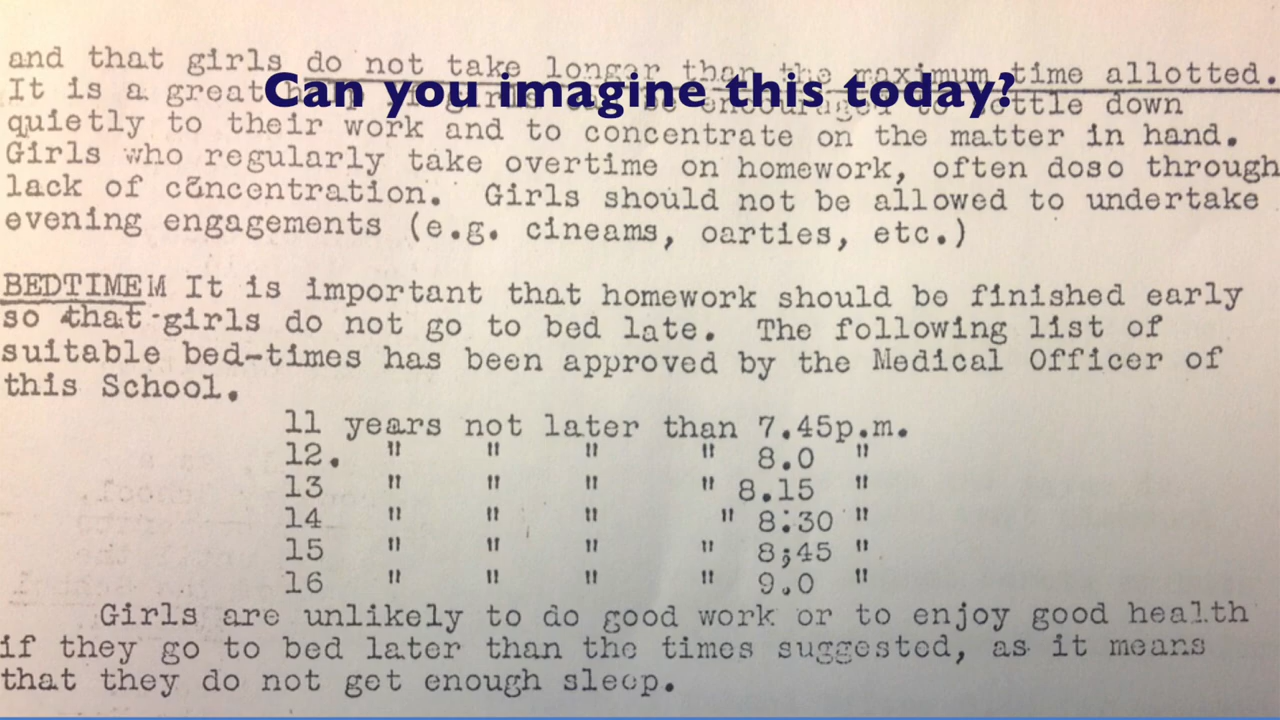 and that girls do not take longer than the maximum time allotted.
Can you imagine this today?
It is a great if girls encouraged to settle down
quietly to their work and to concentrate on the matter in hand.
Girls who regularly take overtime on homework, often doso through
lack of concentration. Girls should not be allowed to undertake
evening engagements (e.g. cineams, oarties, etc.)
BEDTIMEM It is important that homework should be finished early
so that girls do not go to bed late. The following list of
suitable bed-times has been approved by the Medical Officer of
this School.
11 years not later than 7.45p.m.
12. " " " " 8.0 "
13 " " " " 8.15 "
14 " " " " 8:30 "
15 " " " " 8;45 "
16 " " " " 9.0 "
Girls are unlikely to do good work or to enjoy good health
if they go to bed later than the times suggested, as it means
that they do not get enough sleep.